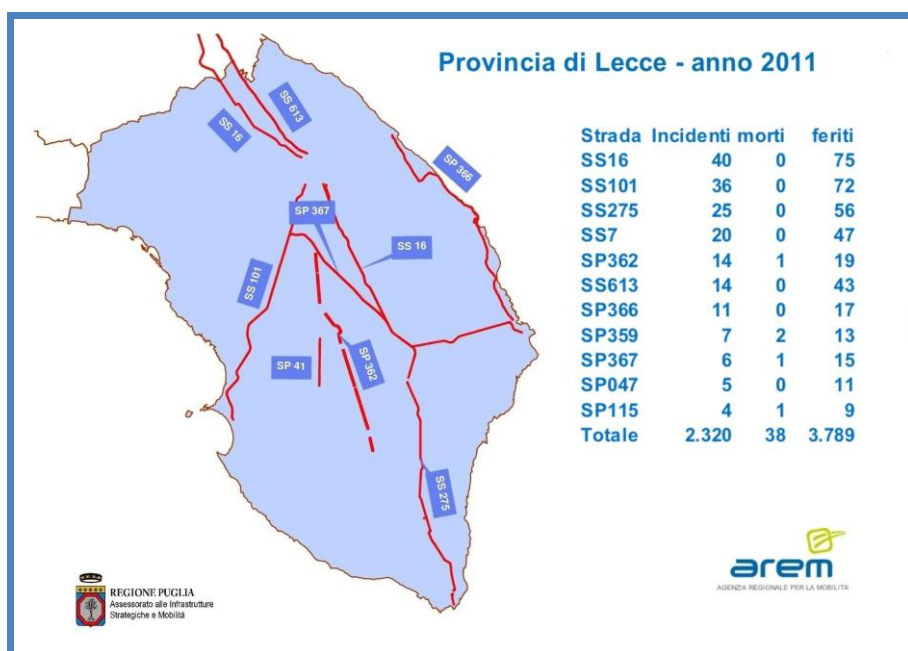 Provincia di Lecce - anno 2011
Strada Incidenti morti feriti
SS16 40 0 75
SS101 36 0 72
SS275 25 0 56
SS7 20 0 47
SP362 14 1 19
SS613 14 0 43
SP366 11 0 17
SP359 7 2 13
SP367 6 1 15
SP047 5 0 11
SP115 4 1 9
Totale 2.320 38 3.789
SS 613
SS 16
SP 366
SP 367
SS 16
SS 101
SP 41
SP 362
SS 275
REGIONE PUGLIA
Assessorato alle Infrastrutture
Strategiche e Mobilità
arem
AGENZIA REGIONALE PER LA MOBILITA'